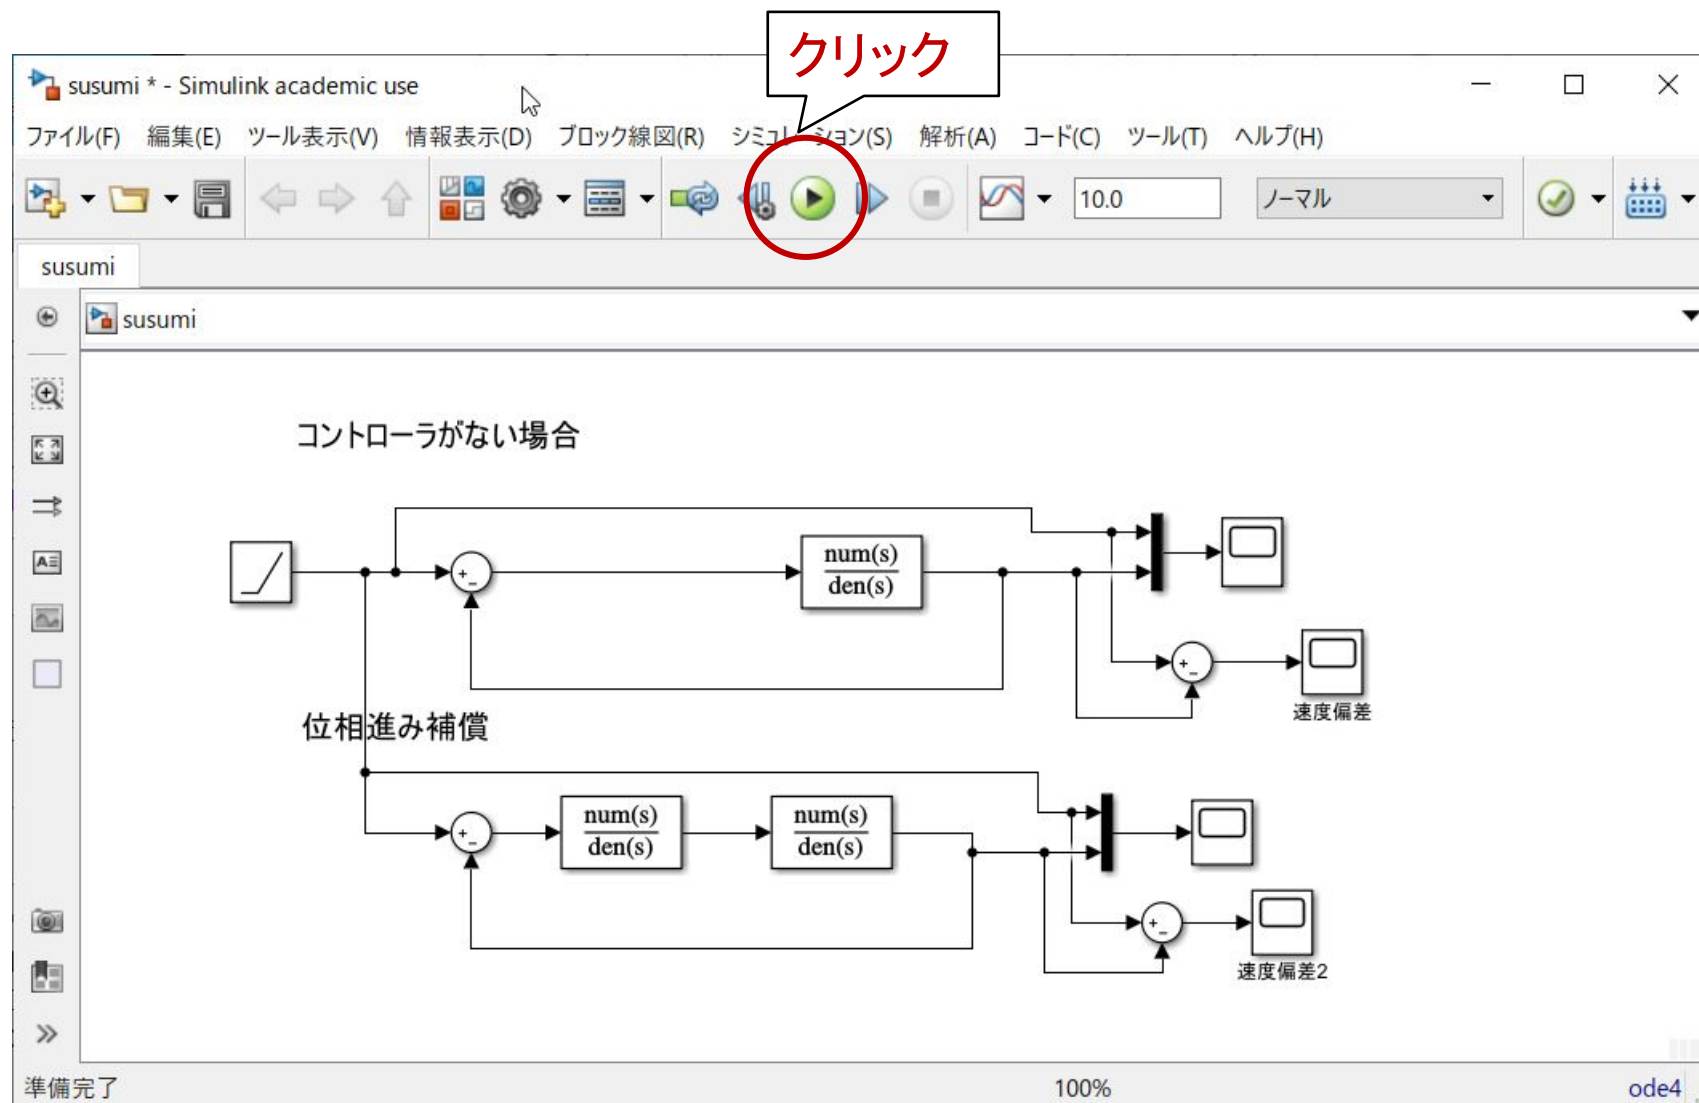 クリック
susumi * - Simulink academic use
ファイル(F) 編集(E) ツール表示(V) 情報表示(D) ブロック線図(R) シミュレーション(S) 解析(A) コード(C) ツール(T) ヘルプ(H)
10.0 ノーマル
susumi
susumi
コントローラがない場合
num(s)
den(s)
速度偏差
位相進み補償
num(s) num(s)
den(s) den(s)
速度偏差2
準備完了 100% ode4